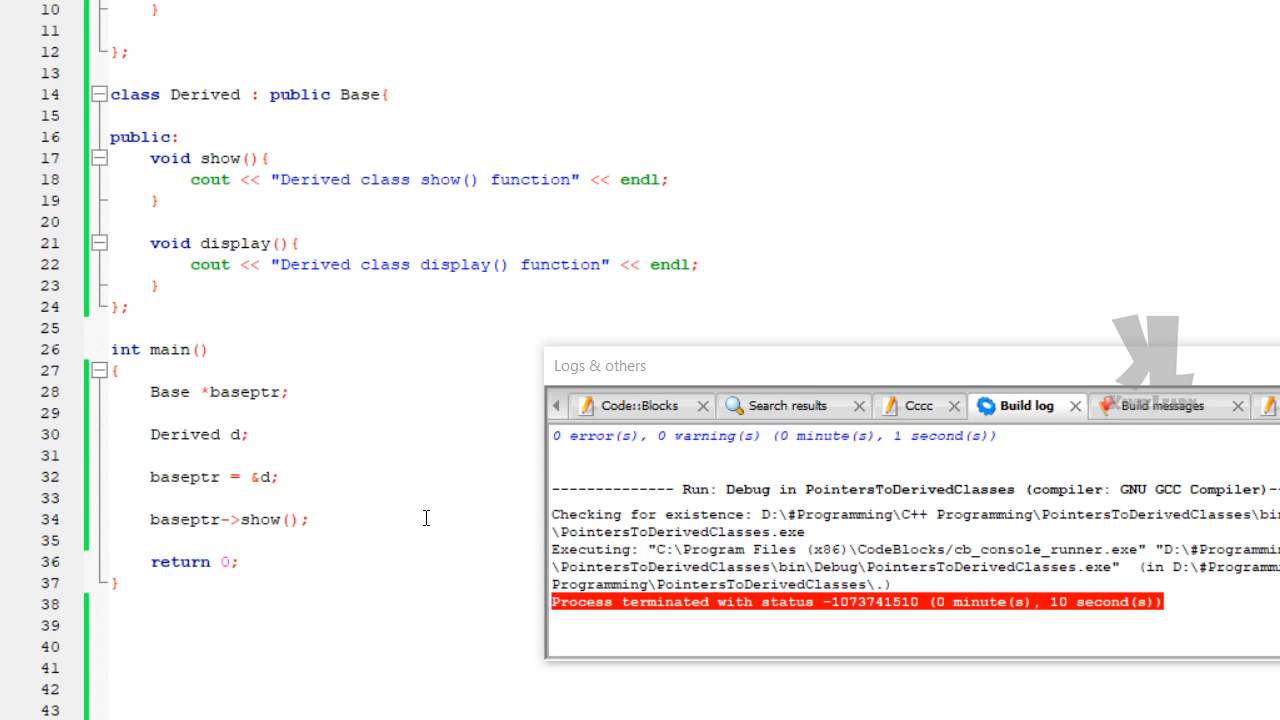 10 }
11
12 };
13
14 class Derived : public Base{
15
16 public:
17 void show(){
18 cout << "Derived class show() function" << endl;
19 }
20
21 void display(){
22 cout << "Derived class display() function" << endl;
23 }
24 };
25
26 int main()
27 {
28 Base *baseptr;
29
30 Derived d;
31
32 baseptr = &d;
33
34 baseptr->show();
35
36 return 0;
37 }
38
39
40
41
42
43
Logs & others
Code::Blocks Search results Cccc Build log Build messages
0 error(s), 0 warning(s) (0 minute(s), 1 second(s))
-------------- Run: Debug in PointersToDerivedClasses (compiler: GNU GCC Compiler)--
Checking for existence: D:\#Programming\C++ Programming\PointersToDerivedClasses\bin
\PointersToDerivedClasses.exe
Executing: "C:\Program Files (x86)\CodeBlocks/cb_console_runner.exe" "D:\#Programmi
\PointersToDerivedClasses\bin\Debug\PointersToDerivedClasses.exe" (in D:\#Programmi
Programming\PointersToDerivedClasses\.)
Process terminated with status -1073741510 (0 minute(s), 10 second(s))